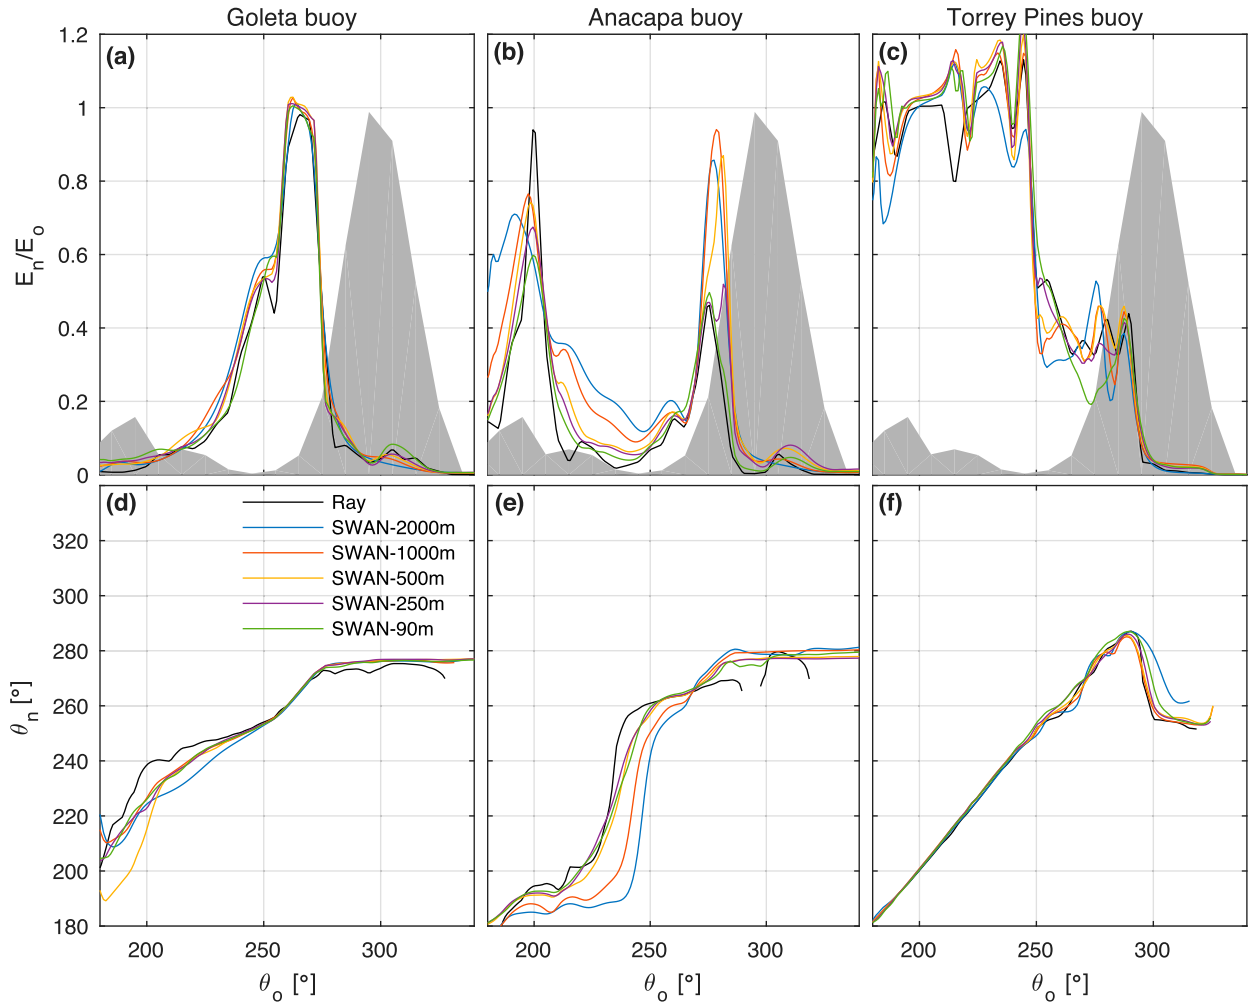 Goleta buoy Anacapa buoy Torrey Pines buoy
(a) (b) (c)
1.2
1
0.8
0.6
0.4
0.2
0
En/Eo
(d) (e) (f)
Ray
SWAN-2000m
SWAN-1000m
SWAN-500m
SWAN-250m
SWAN-90m
320
300
280
260
240
220
200
180
θn [°]
200 250 300 200 250 300 200 250 300
θo [°] θo [°] θo [°]